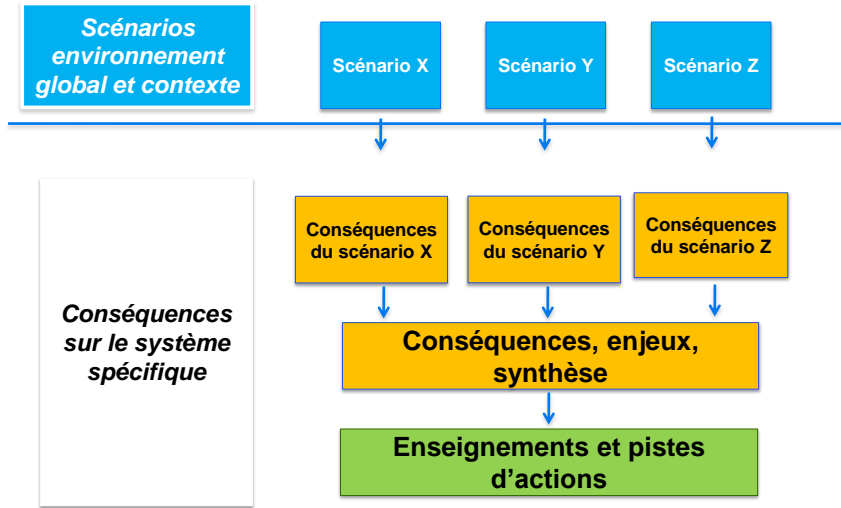 Scénarios
environnement
global et contexte
Scénario X
Scénario Y
Scénario Z
Conséquences
du scénario X
Conséquences
du scénario Y
Conséquences
du scénario Z
Conséquences
sur le système
spécifique
Conséquences, enjeux,
synthèse
Enseignements et pistes
d’actions